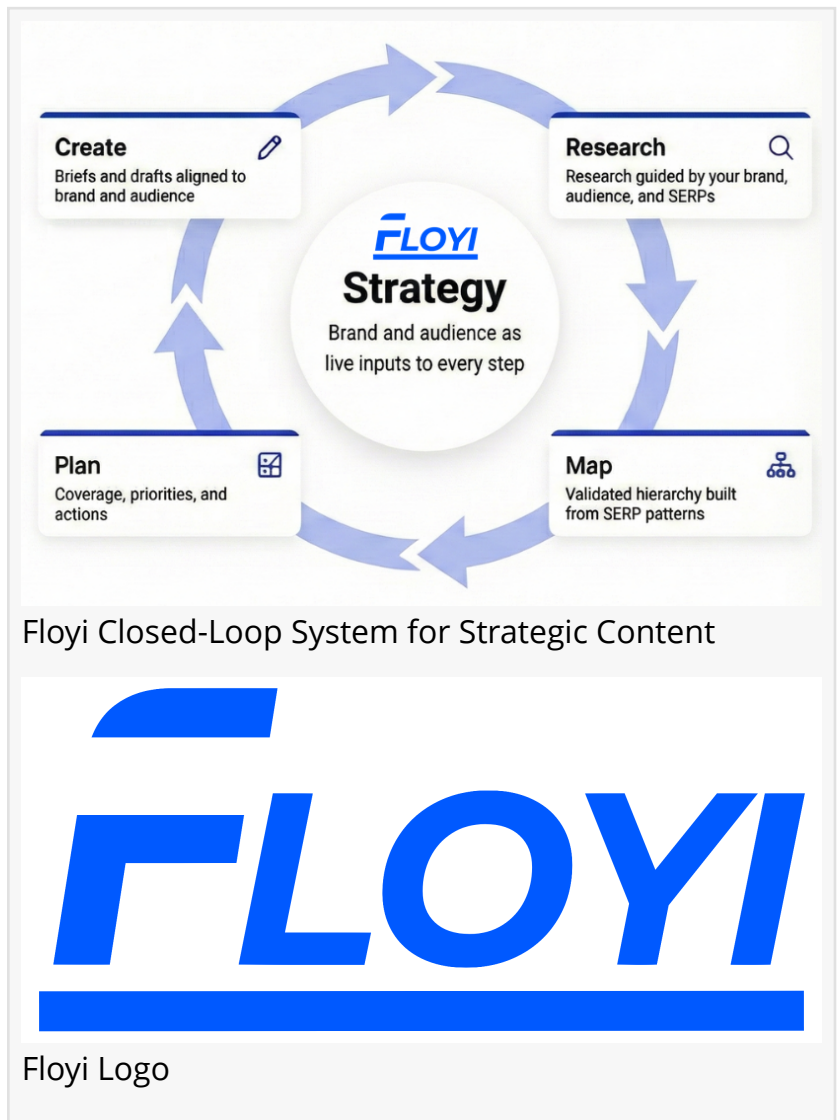 Create
Briefs and drafts aligned to
brand and audience
Research
Research guided by your brand,
audience, and SERPs
FLOYI
Strategy
Brand and audience as
live inputs to every step
Plan
Coverage, priorities, and
actions
Map
Validated hierarchy built
from SERP patterns
Floyi Closed-Loop System for Strategic Content
FLOYI
Floyi Logo